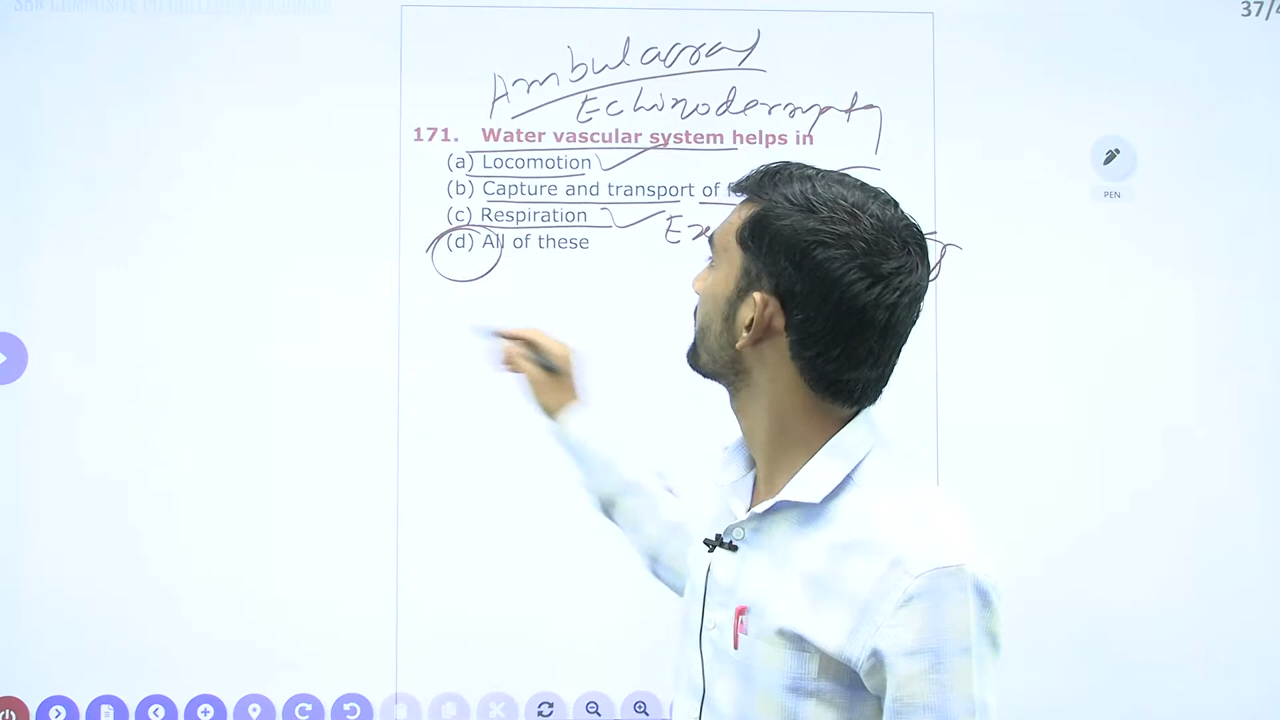 37/4
Ambulacral
Echinodermata
171. Water vascular system helps in
(a) Locomotion
(b) Capture and transport of
(c) Respiration
(d) All of these
PEN